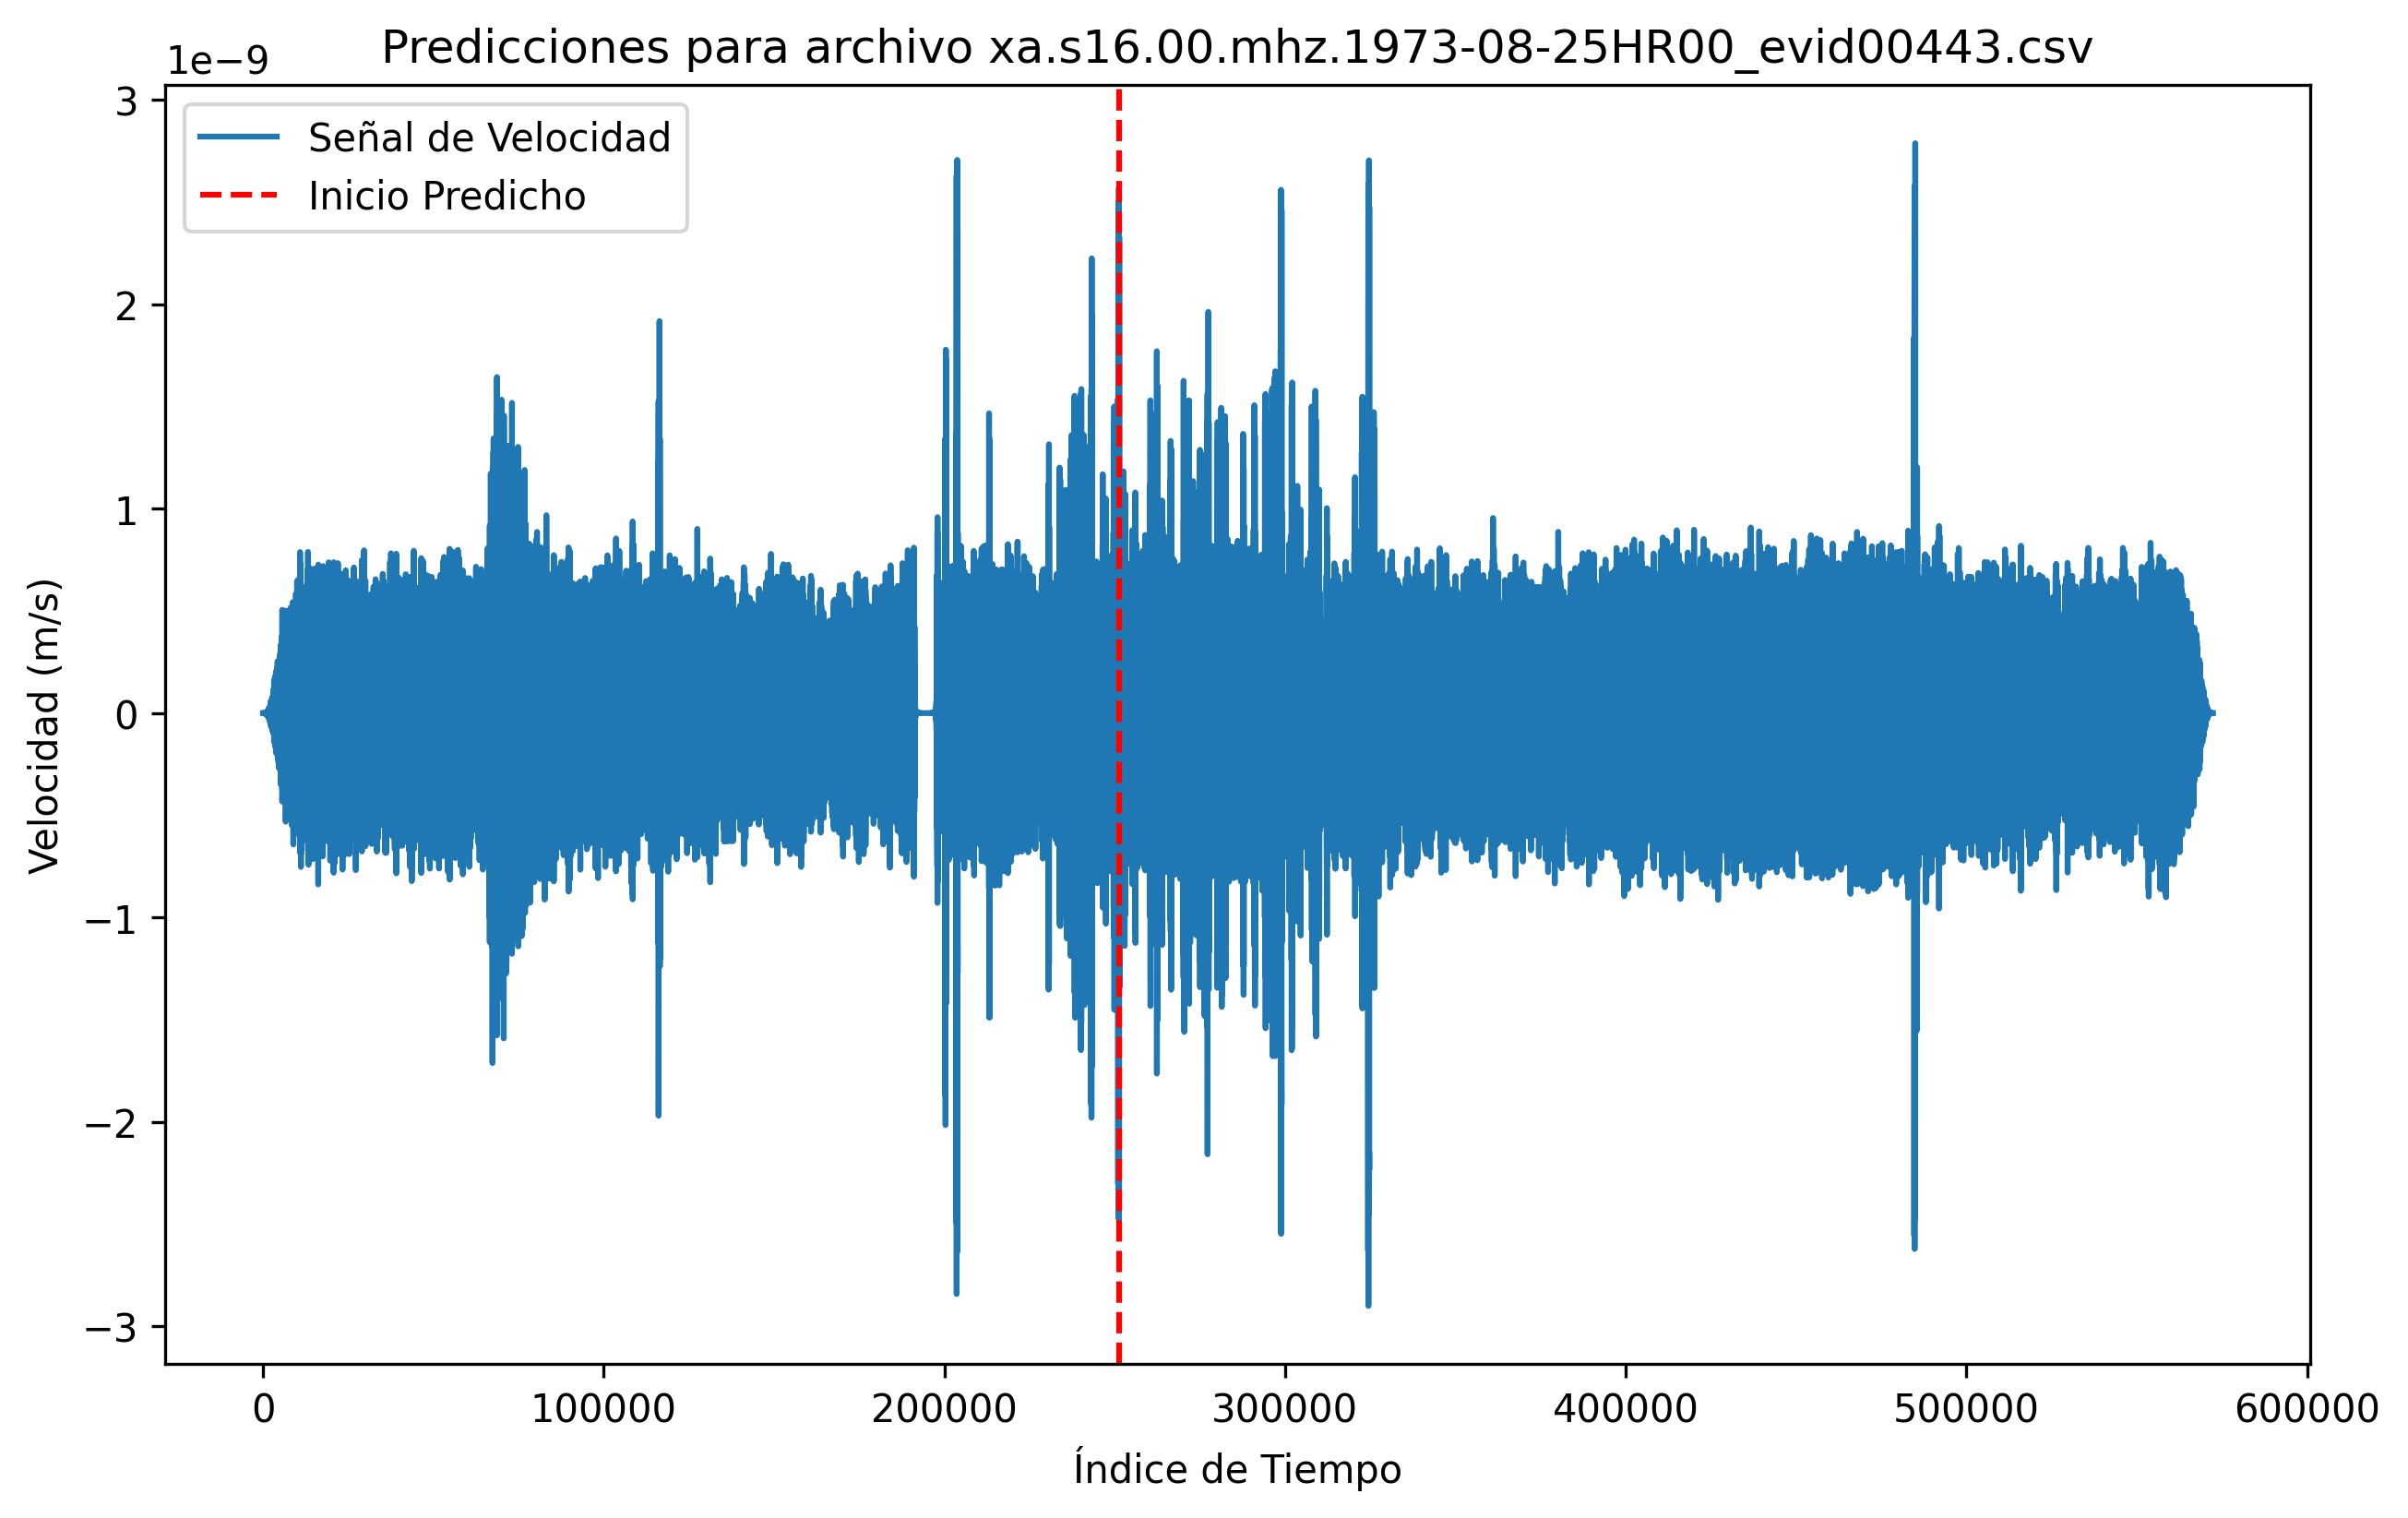 Predicciones para archivo xa.s16.00.mhz.1973-08-25HR00_evid00443.csv
1e−9
Señal de Velocidad
Inicio Predicho
3
2
1
0
−1
−2
−3
Velocidad (m/s)
0 100000 200000 300000 400000 500000 600000
Índice de Tiempo